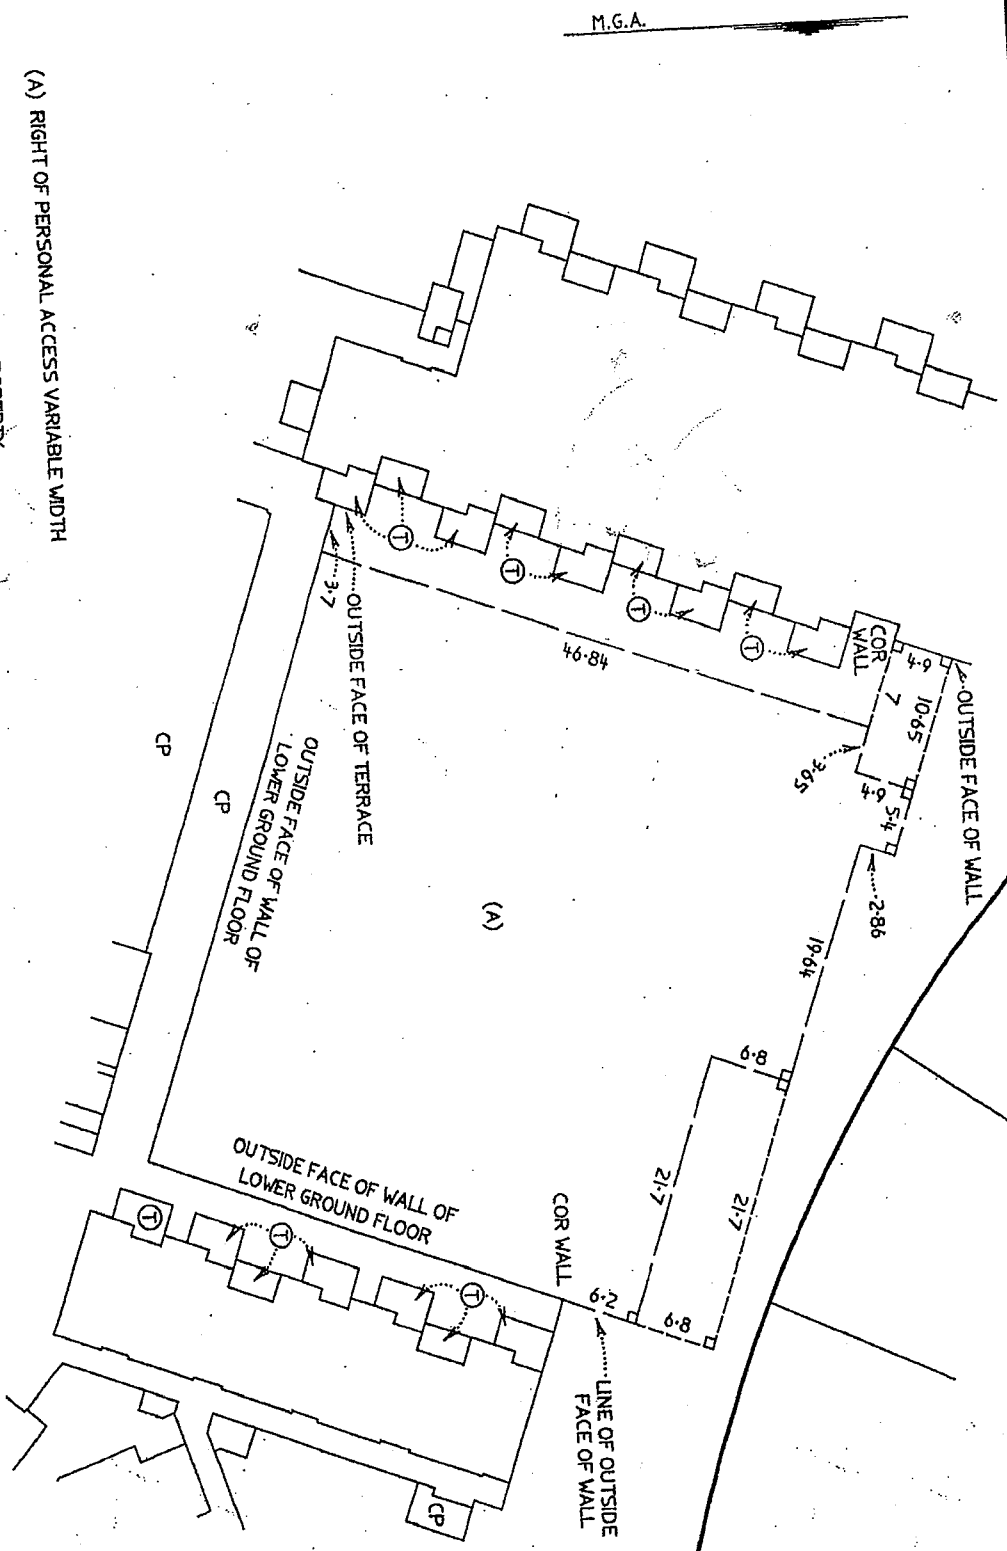 M.G.A.
(A) RIGHT OF PERSONAL ACCESS VARIABLE WIDTH
OUTSIDE FACE OF WALL
4.9
10.65
COR
WALL
7
3.65
4.9
5.4
2.86
19.64
46.84
T
T
T
T
3.7
OUTSIDE FACE OF TERRACE
OUTSIDE FACE OF WALL OF
LOWER GROUND FLOOR
CP
CP
(A)
6.8
21.7
21.7
OUTSIDE FACE OF WALL OF
LOWER GROUND FLOOR
COR WALL
6.2
6.8
LINE OF OUTSIDE
FACE OF WALL
T
T
T
CP